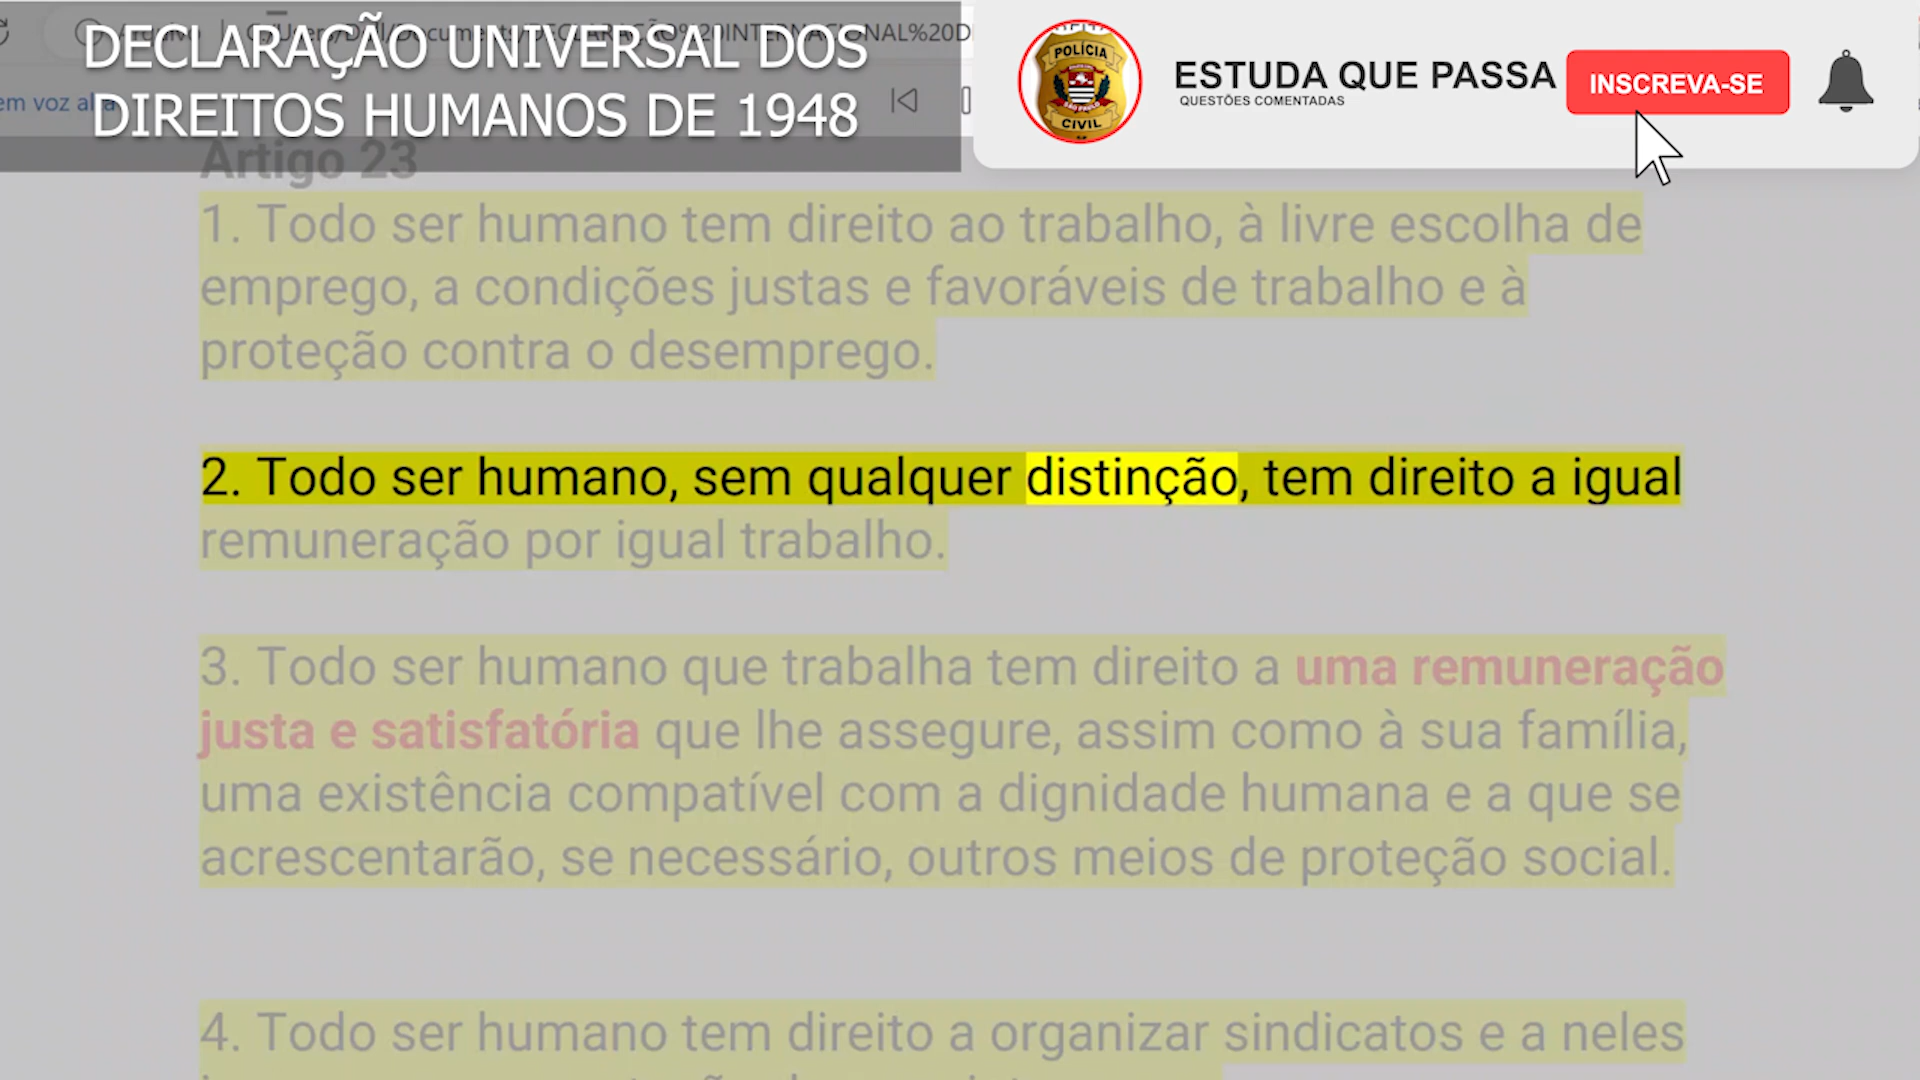 DECLARAÇÃO UNIVERSAL DOS
DIREITOS HUMANOS DE 1948
em voz al
POLÍCIA
SÃO PAULO
CIVIL
ESTUDA QUE PASSA
QUESTÕES COMENTADAS
INSCREVA-SE
Artigo 23
1. Todo ser humano tem direito ao trabalho, à livre escolha de
emprego, a condições justas e favoráveis de trabalho e à
proteção contra o desemprego.
2. Todo ser humano, sem qualquer distinção, tem direito a igual
remuneração por igual trabalho.
3. Todo ser humano que trabalha tem direito a uma remuneração
justa e satisfatória que lhe assegure, assim como à sua família,
uma existência compatível com a dignidade humana e a que se
acrescentarão, se necessário, outros meios de proteção social.
4. Todo ser humano tem direito a organizar sindicatos e a neles